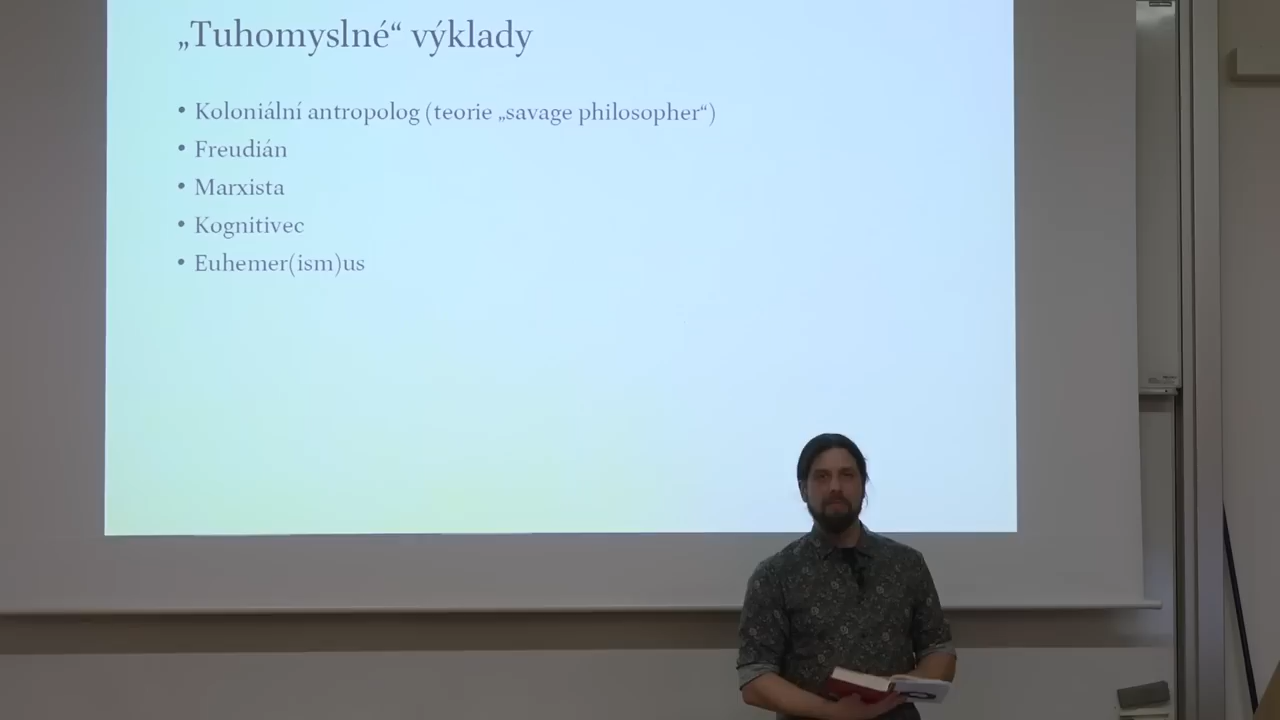 „Tuhomyslné“ výklady
• Koloniální antropolog (teorie „savage philosopher“)
• Freudián
• Marxista
• Kognitivec
• Euhemer(ism)us